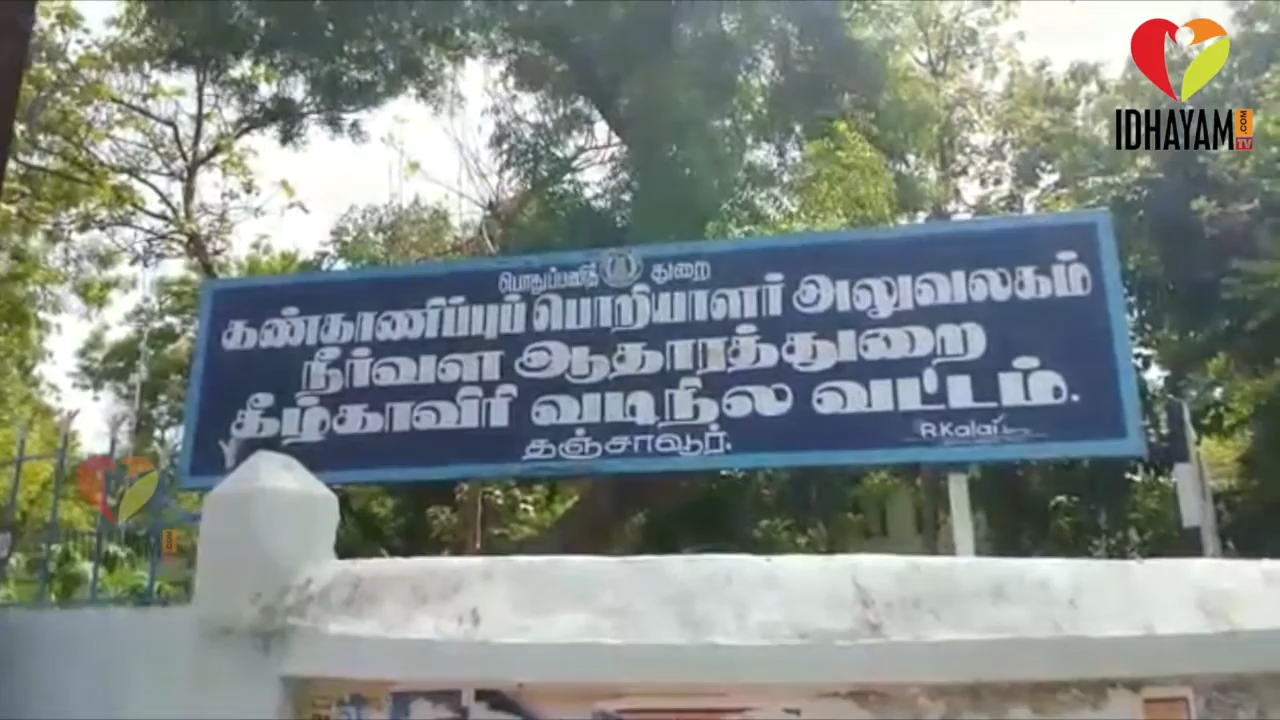 IDHAYAM
.COM
TV
பொதுப்பணித் துறை
கண்காணிப்புப் பொறியாளர் அலுவலகம்
நீர்வள ஆதாரத்துறை
கீழ்காவிரி வடிநில வட்டம்.
தஞ்சாவூர்.
R.Kalai